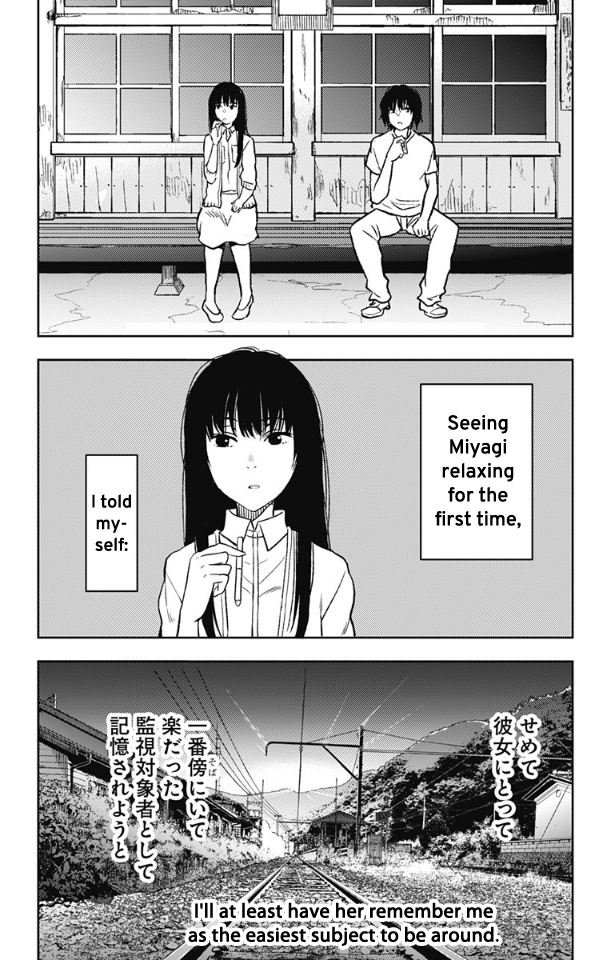 Seeing
Miyagi
relaxing
for the
first time,
I told
my-
self:
せめて
彼女にとって
一番傍にいて
そば
楽だった
監視対象者として
記憶されようと
I'll at least have her remember me
as the easiest subject to be around.